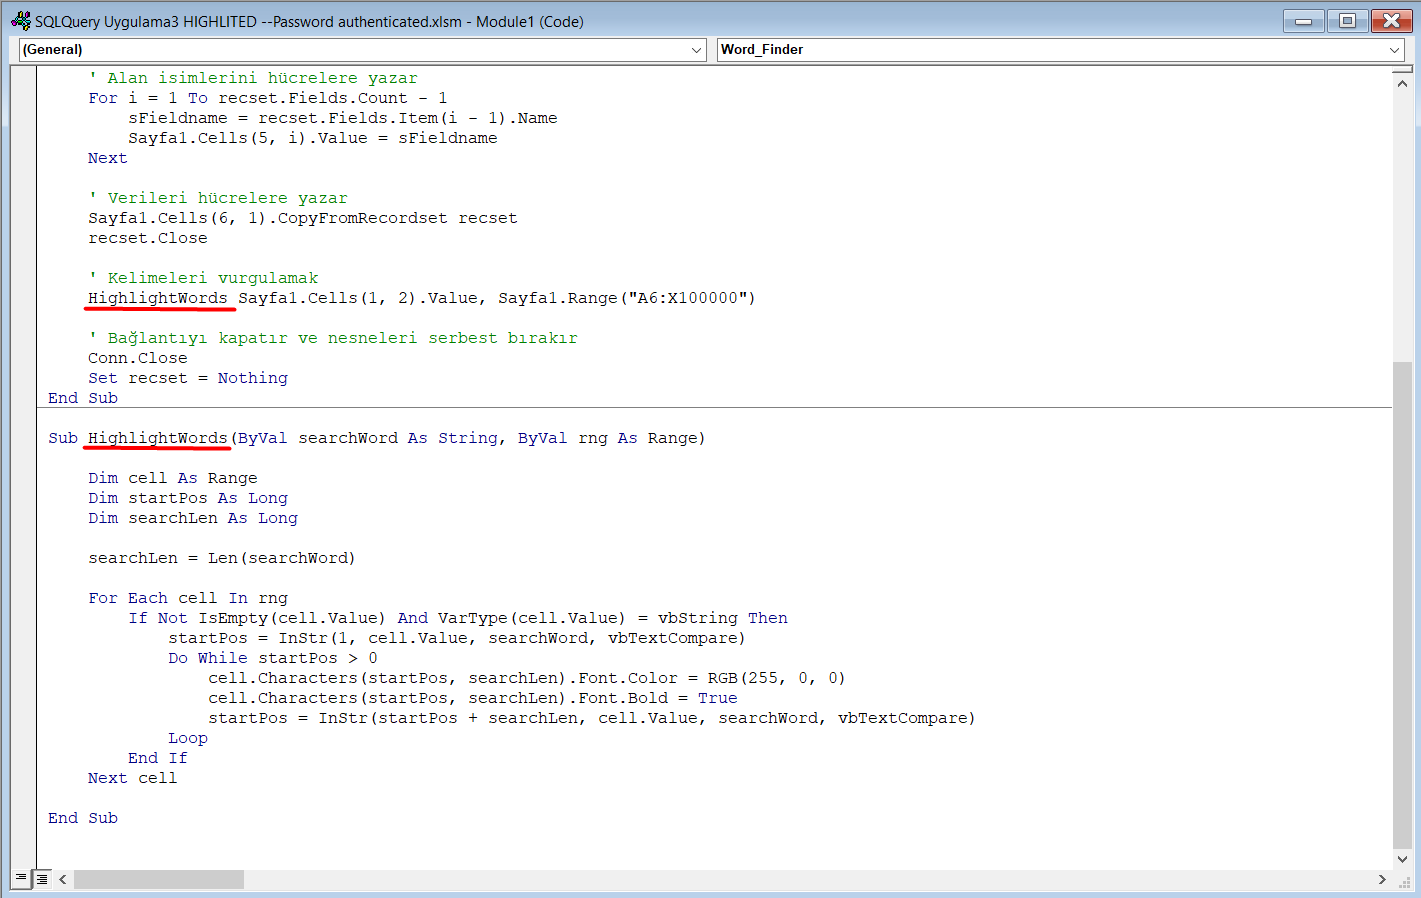 SQLQuery Uygulama3 HIGHLITED --Password authenticated.xlsm - Module1 (Code)
(General)
Word_Finder
' Alan isimlerini hücrelere yazar
For i = 1 To recset.Fields.Count - 1
sFieldname = recset.Fields.Item(i - 1).Name
Sayfa1.Cells(5, i).Value = sFieldname
Next
' Verileri hücrelere yazar
Sayfa1.Cells(6, 1).CopyFromRecordset recset
recset.Close
' Kelimeleri vurgulamak
HighlightWords Sayfa1.Cells(1, 2).Value, Sayfa1.Range("A6:X100000")
' Bağlantıyı kapatır ve nesneleri serbest bırakır
Conn.Close
Set recset = Nothing
End Sub
Sub HighlightWords(ByVal searchWord As String, ByVal rng As Range)
Dim cell As Range
Dim startPos As Long
Dim searchLen As Long
searchLen = Len(searchWord)
For Each cell In rng
If Not IsEmpty(cell.Value) And VarType(cell.Value) = vbString Then
startPos = InStr(1, cell.Value, searchWord, vbTextCompare)
Do While startPos > 0
cell.Characters(startPos, searchLen).Font.Color = RGB(255, 0, 0)
cell.Characters(startPos, searchLen).Font.Bold = True
startPos = InStr(startPos + searchLen, cell.Value, searchWord, vbTextCompare)
Loop
End If
Next cell
End Sub